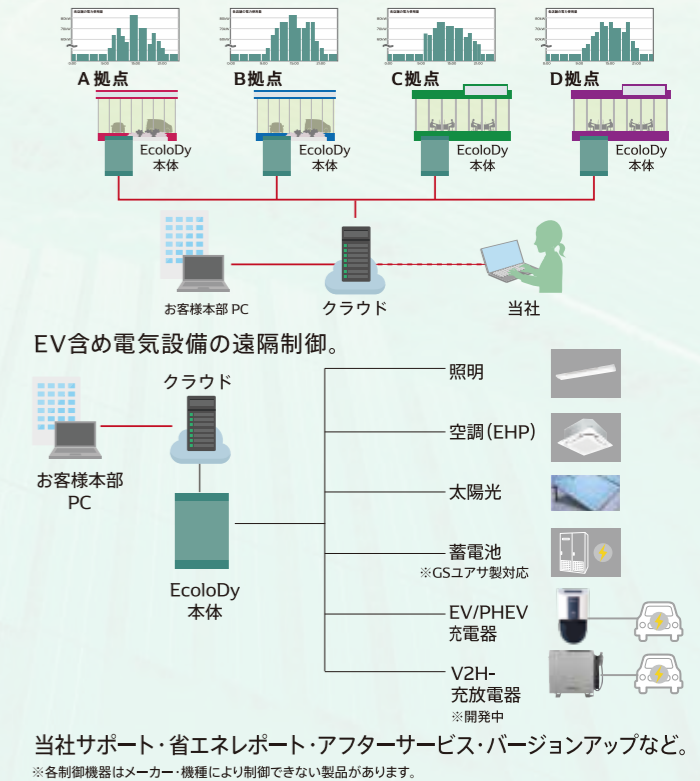 A拠点
B拠点
C拠点
D拠点
EcoloDy
本体
EcoloDy
本体
EcoloDy
本体
EcoloDy
本体
お客様本部 PC
クラウド
当社
EV含め電気設備の遠隔制御。
クラウド
お客様本部
PC
EcoloDy
本体
照明
空調(EHP)
太陽光
蓄電池
※GSユアサ製対応
EV/PHEV
充電器
V2H-
充放電器
※開発中
当社サポート・省エネレポート・アフターサービス・バージョンアップなど。
※各制御機器はメーカー・機種により制御できない製品があります。